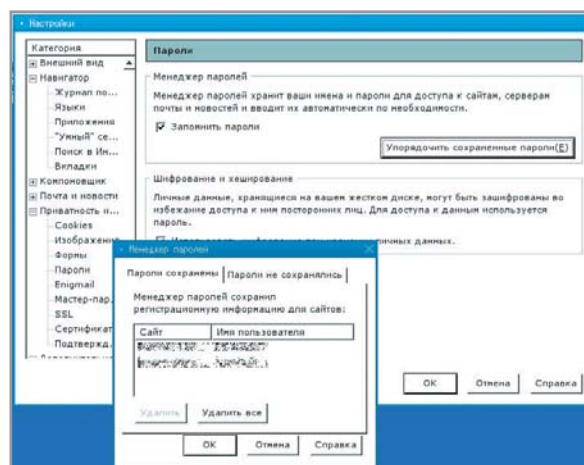 Настройки
Категория
Внешний вид
Навигатор
Журнал по...
Языки
Приложения
"Умный" се...
Поиск в Ин...
Вкладки
Компоновщик
Почта и новости
Приватность и...
Cookies
Изображения
Формы
Пароли
Enigmail
Мастер-пар...
SSL
Сертификат
Подтвержд.
Пароли
Менеджер паролей
Менеджер паролей хранит ваши имена и пароли для доступа к сайтам, серверам
почты и новостей и вводит их автоматически по необходимости.
Запомнить пароли
Упорядочить сохраненные пароли(E)
Шифрование и хеширование
Личные данные, хранящиеся на вашем жестком диске, могут быть зашифрованы во
избежание доступа к ним посторонних лиц. Для доступа к данным используется
пароль.
личных данных.
OK Отмена Справка
Менеджер паролей
Пароли сохранены Пароли не сохранялись
Менеджер паролей сохранил
регистрационную информацию для сайтов:
Сайт Имя пользователя
Удалить Удалить все
OK Отмена Справка